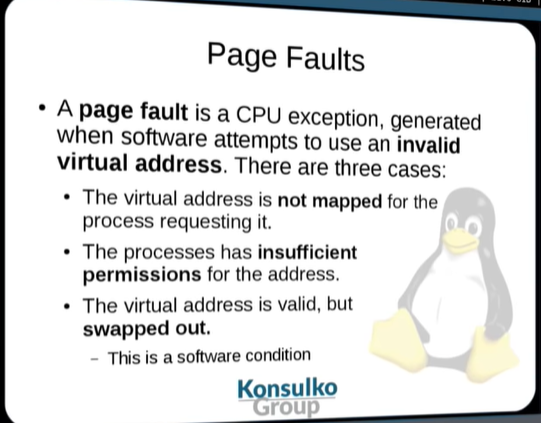 Page Faults
• A page fault is a CPU exception, generated
when software attempts to use an invalid
virtual address. There are three cases:
• The virtual address is not mapped for the
process requesting it.
• The processes has insufficient
permissions for the address.
• The virtual address is valid, but
swapped out.
– This is a software condition
Konsulko
Group